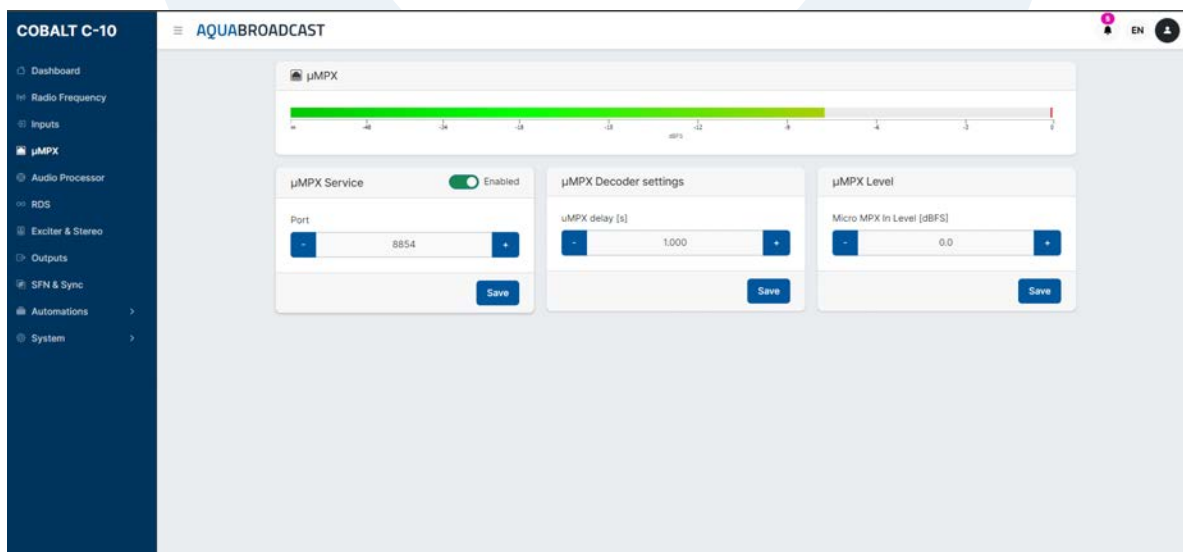 COBALT C-10
≡ AQUABROADCAST
EN
Dashboard
Radio Frequency
Inputs
µMPX
Audio Processor
RDS
Exciter & Stereo
Outputs
SFN & Sync
Automations >
System >
µMPX
-12
dBFS
0
µMPX Service
Enabled
Port
- 8854 +
Save
µMPX Decoder settings
uMPX delay [s]
- 1.000 +
Save
µMPX Level
Micro MPX In Level [dBFS]
- 0.0 +
Save